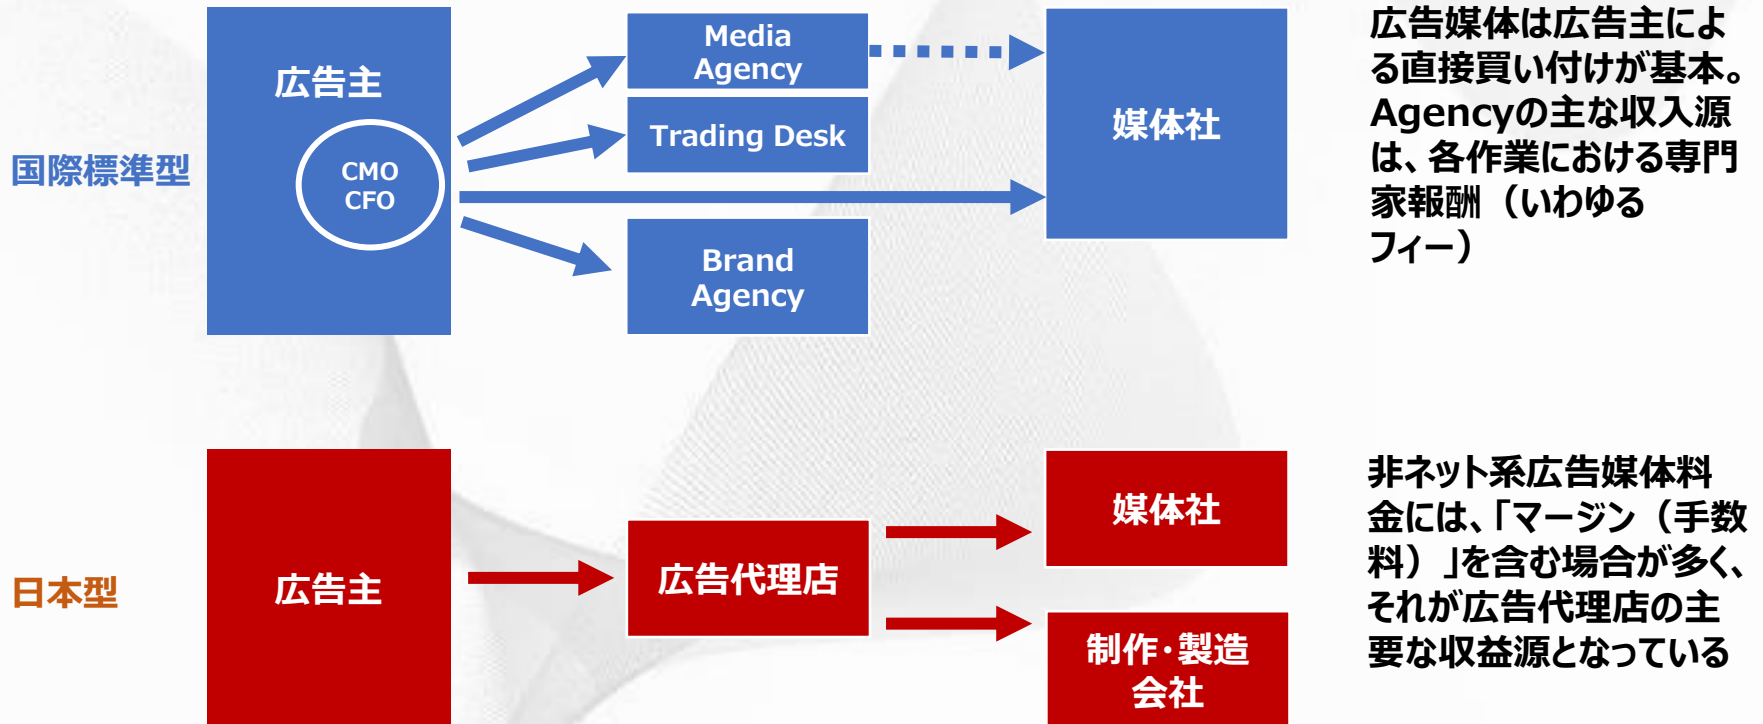 国際標準型
広告主
CMO
CFO
Media
Agency
Trading Desk
Brand
Agency
媒体社
広告媒体は広告主によ
る直接買い付けが基本。
Agencyの主な収入源
は、各作業における専門
家報酬（いわゆる
フィー）
日本型
広告主
広告代理店
媒体社
制作・製造
会社
非ネット系広告媒体料
金には、「マージン（手数
料）」を含む場合が多く、
それが広告代理店の主
要な収益源となっている